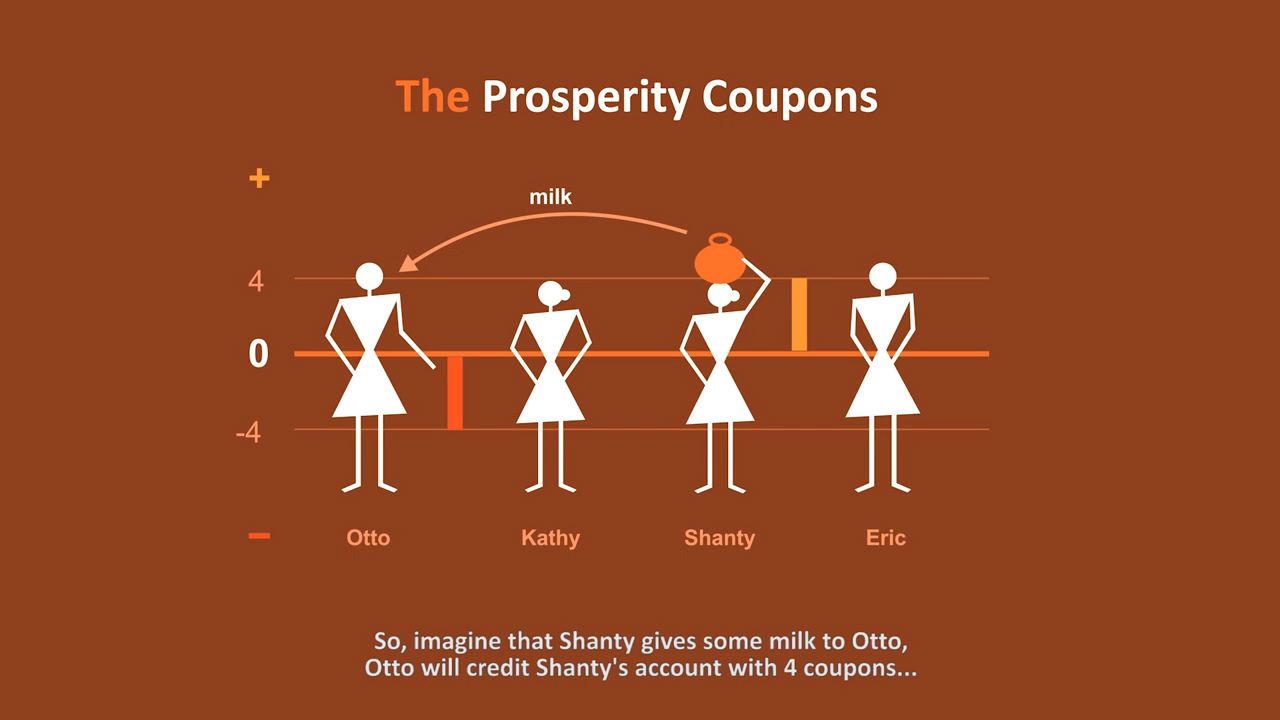 The Prosperity Coupons
+
milk
4
0
-4
−
Otto Kathy Shanty Eric
So, imagine that Shanty gives some milk to Otto,
Otto will credit Shanty's account with 4 coupons...